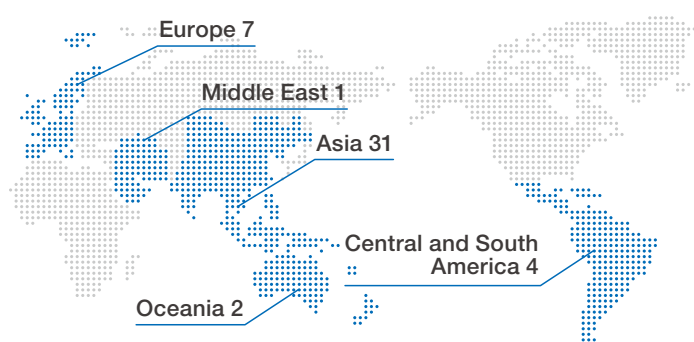 Europe 7
Middle East 1
Asia 31
Central and South
America 4
Oceania 2